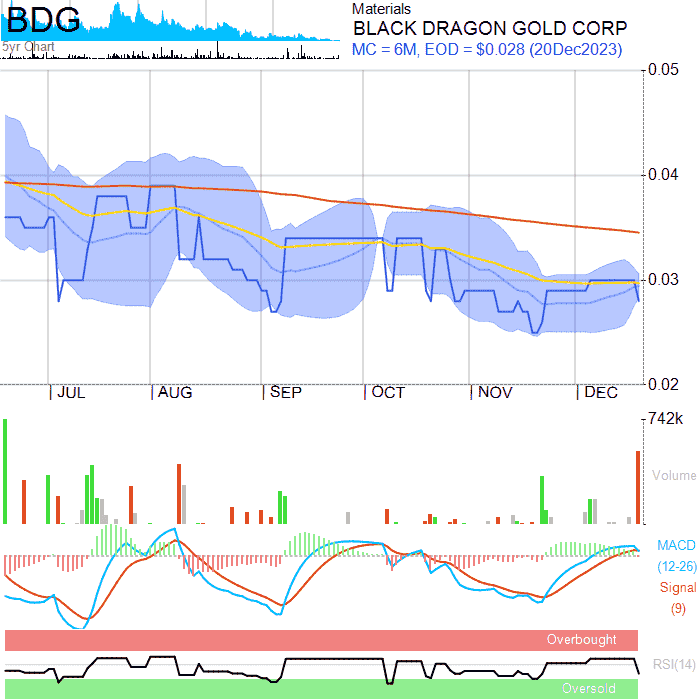 BDG
5yr Chart
Materials
BLACK DRAGON GOLD CORP
MC = 6M, EOD = $0.028 (20Dec2023)
0.05
0.04
0.03
0.02
JUL
AUG
SEP
OCT
NOV
DEC
742k
Volume
MACD
(12-26)
Signal
(9)
Overbought
RSI(14)
Oversold